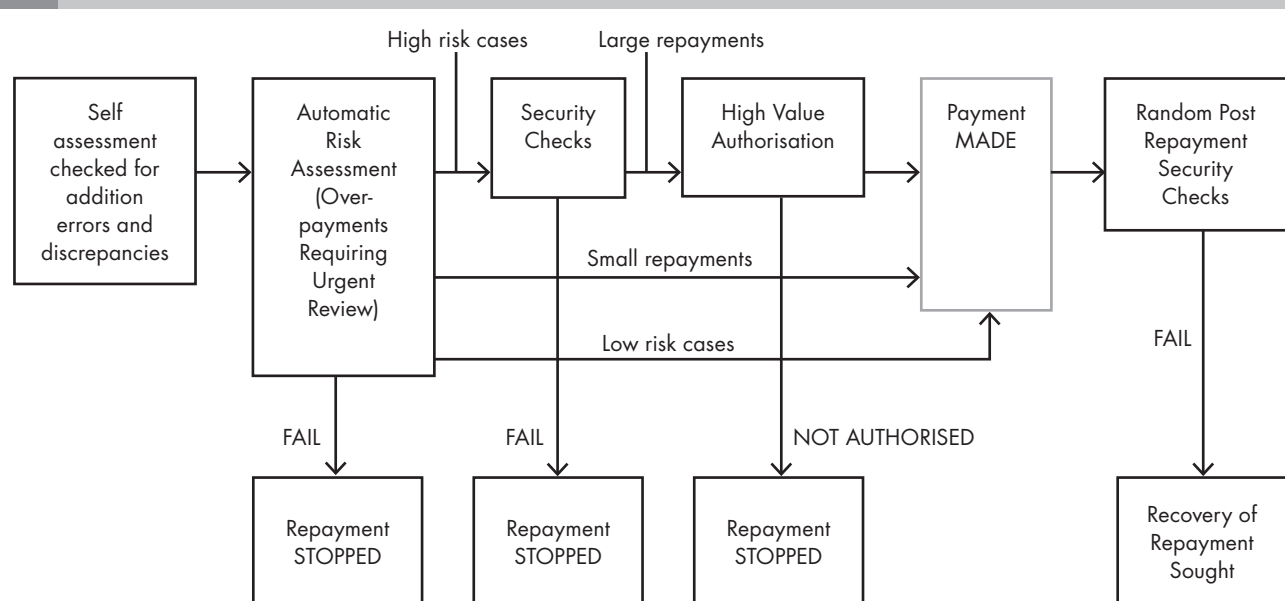 High risk cases
Large repayments
Self
assessment
checked for
addition
errors and
discrepancies
Automatic
Risk
Assessment
(Over-
payments
Requiring
Urgent
Review)
Security
Checks
High Value
Authorisation
Payment
MADE
Random Post
Repayment
Security
Checks
Small repayments
Low risk cases
FAIL
FAIL
FAIL
NOT AUTHORISED
Repayment
STOPPED
Repayment
STOPPED
Repayment
STOPPED
Recovery of
Repayment
Sought